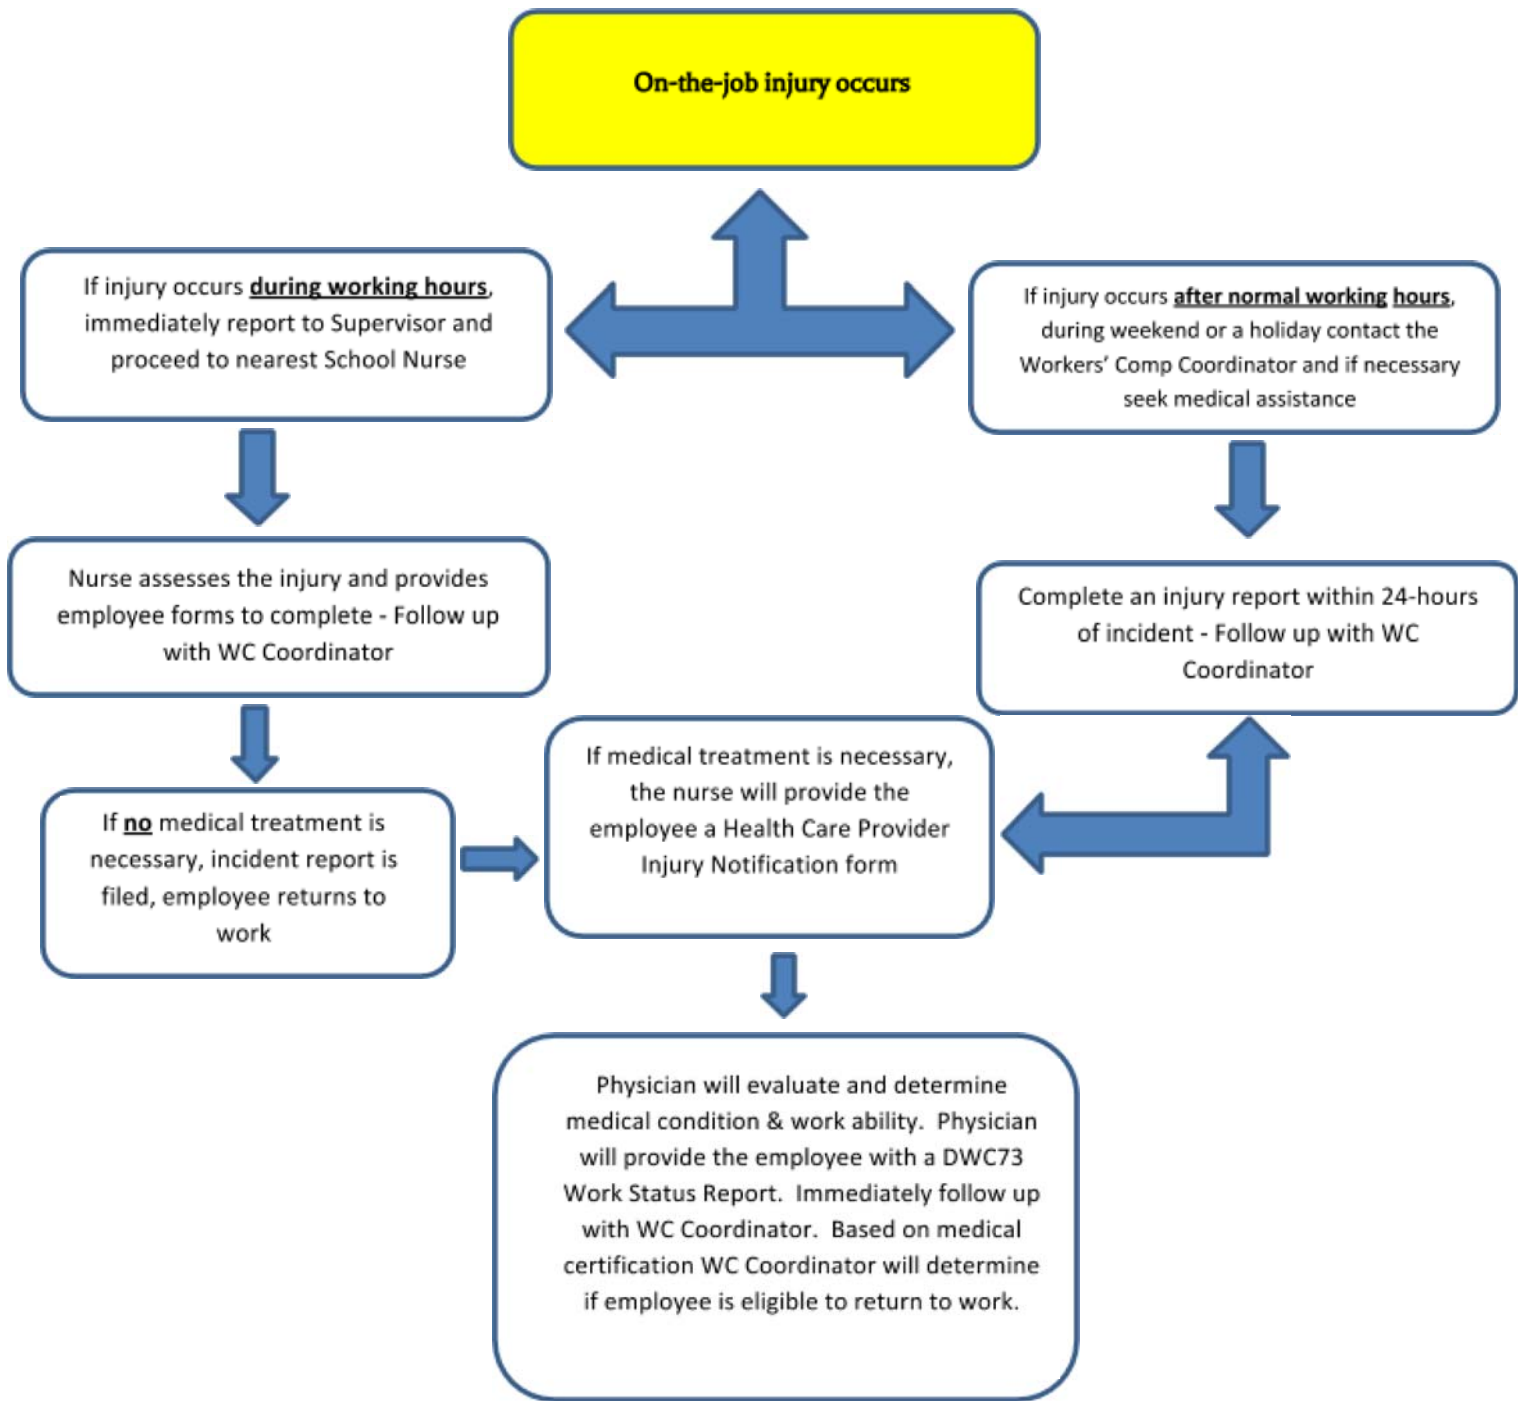 On-the-job injury occurs
If injury occurs during working hours,
immediately report to Supervisor and
proceed to nearest School Nurse
If injury occurs after normal working hours,
during weekend or a holiday contact the
Workers’ Comp Coordinator and if necessary
seek medical assistance
Nurse assesses the injury and provides
employee forms to complete - Follow up
with WC Coordinator
Complete an injury report within 24-hours
of incident - Follow up with WC
Coordinator
If no medical treatment is
necessary, incident report is
filed, employee returns to
work
If medical treatment is necessary,
the nurse will provide the
employee a Health Care Provider
Injury Notification form
Physician will evaluate and determine
medical condition & work ability.  Physician
will provide the employee with a DWC73
Work Status Report.  Immediately follow up
with WC Coordinator.  Based on medical
certification WC Coordinator will determine
if employee is eligible to return to work.